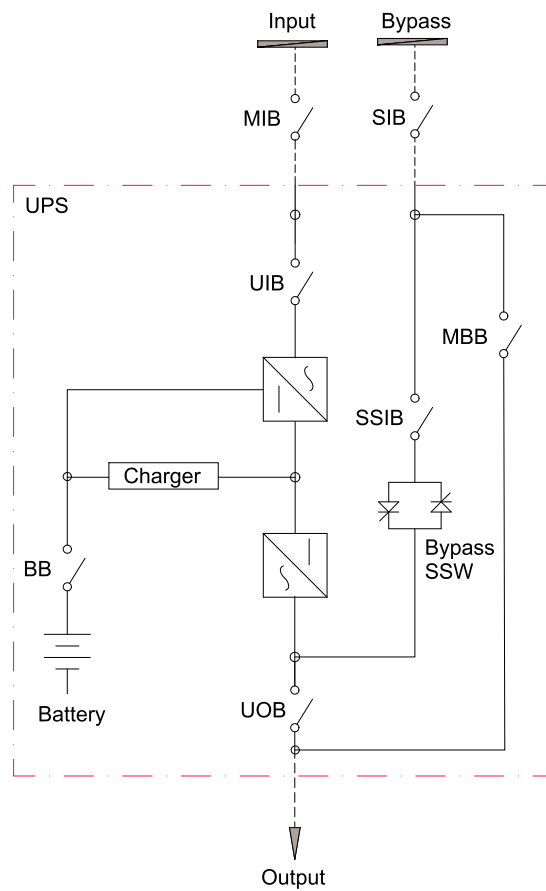 Input
Bypass
MIB
SIB
UPS
UIB
MBB
SSIB
Charger
Bypass
SSW
BB
UOB
Battery
Output